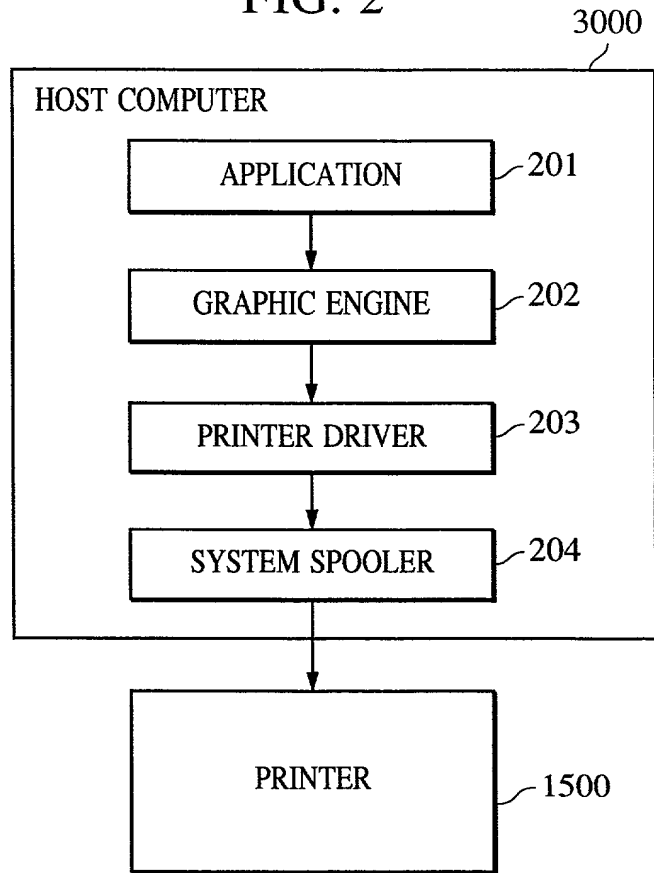 FIG. 2
3000
HOST COMPUTER
APPLICATION
201
GRAPHIC ENGINE
202
PRINTER DRIVER
203
SYSTEM SPOOLER
204
PRINTER
1500